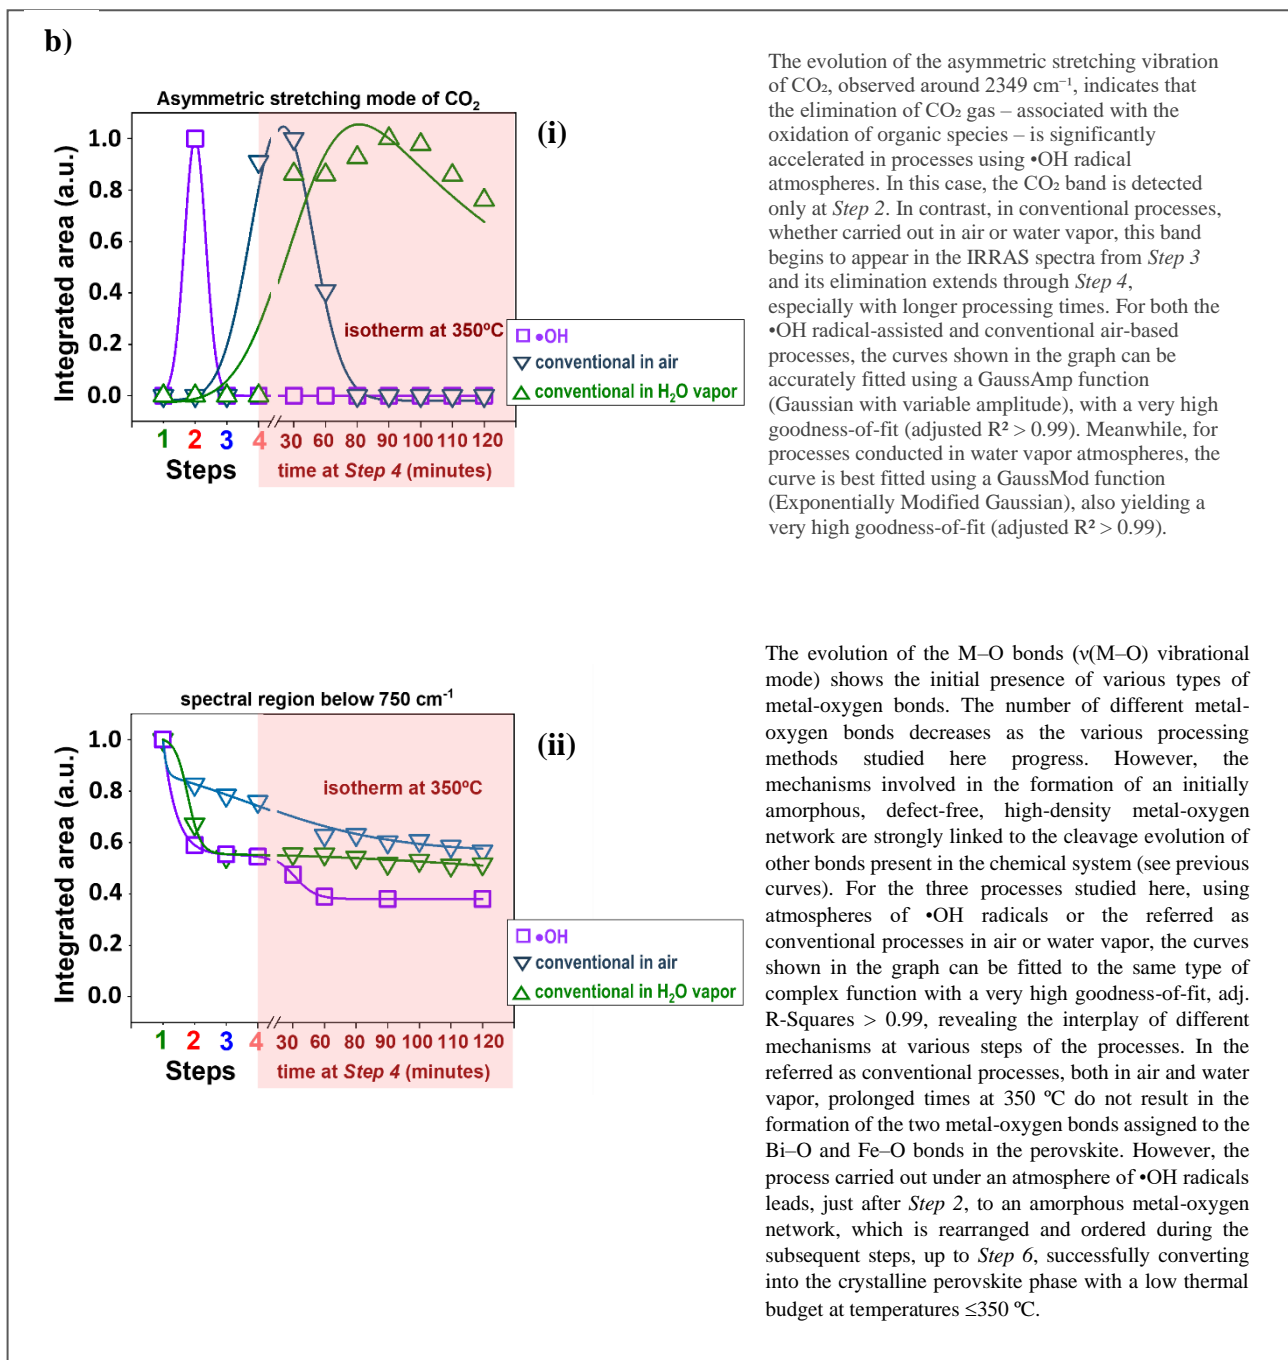 b)
Asymmetric stretching mode of CO₂
(i)
Integrated area (a.u.)
1.0
0.8
0.6
0.4
0.2
0.0
isotherm at 350ºC
•OH
conventional in air
conventional in H₂O vapor
1 2 3 4 30 60 80 90 100 110 120
Steps
time at Step 4 (minutes)
The evolution of the asymmetric stretching vibration
of CO₂, observed around 2349 cm⁻¹, indicates that
the elimination of CO₂ gas – associated with the
oxidation of organic species – is significantly
accelerated in processes using •OH radical
atmospheres. In this case, the CO₂ band is detected
only at Step 2. In contrast, in conventional processes,
whether carried out in air or water vapor, this band
begins to appear in the IRRAS spectra from Step 3
and its elimination extends through Step 4,
especially with longer processing times. For both the
•OH radical-assisted and conventional air-based
processes, the curves shown in the graph can be
accurately fitted using a GaussAmp function
(Gaussian with variable amplitude), with a very high
goodness-of-fit (adjusted R² > 0.99). Meanwhile, for
processes conducted in water vapor atmospheres, the
curve is best fitted using a GaussMod function
(Exponentially Modified Gaussian), also yielding a
very high goodness-of-fit (adjusted R² > 0.99).
spectral region below 750 cm⁻¹
(ii)
Integrated area (a.u.)
1.0
0.8
0.6
0.4
0.2
0.0
isotherm at 350ºC
•OH
conventional in air
conventional in H₂O vapor
1 2 3 4 30 60 80 90 100 110 120
Steps
time at Step 4 (minutes)
The evolution of the M–O bonds (ν(M–O) vibrational
mode) shows the initial presence of various types of
metal-oxygen bonds. The number of different metal-
oxygen bonds decreases as the various processing
methods studied here progress. However, the
mechanisms involved in the formation of an initially
amorphous, defect-free, high-density metal-oxygen
network are strongly linked to the cleavage evolution of
other bonds present in the chemical system (see previous
curves). For the three processes studied here, using
atmospheres of •OH radicals or the referred as
conventional processes in air or water vapor, the curves
shown in the graph can be fitted to the same type of
complex function with a very high goodness-of-fit, adj.
R-Squares > 0.99, revealing the interplay of different
mechanisms at various steps of the processes. In the
referred as conventional processes, both in air and water
vapor, prolonged times at 350 ºC do not result in the
formation of the two metal-oxygen bonds assigned to the
Bi–O and Fe–O bonds in the perovskite. However, the
process carried out under an atmosphere of •OH radicals
leads, just after Step 2, to an amorphous metal-oxygen
network, which is rearranged and ordered during the
subsequent steps, up to Step 6, successfully converting
into the crystalline perovskite phase with a low thermal
budget at temperatures ≤350 ºC.